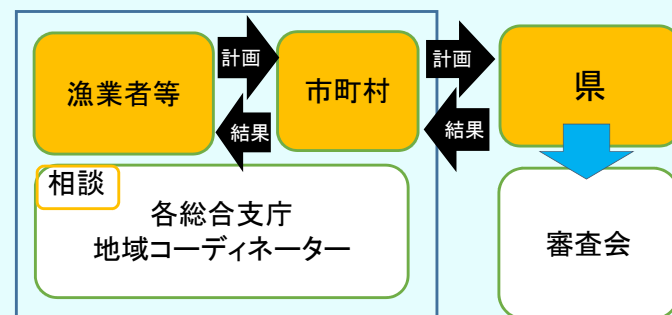 漁業者等
計画
結果
市町村
計画
結果
県
相談
各総合支庁
地域コーディネーター
審査会